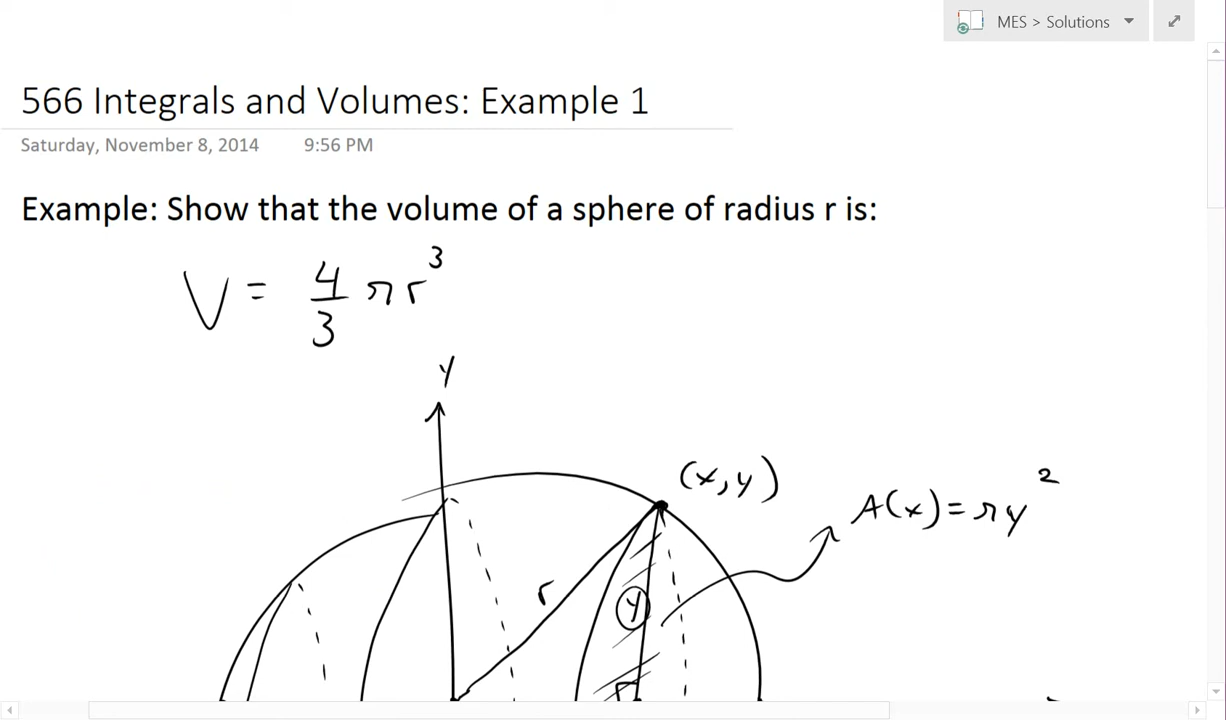 MES > Solutions
566 Integrals and Volumes: Example 1
Saturday, November 8, 2014 9:56 PM
Example: Show that the volume of a sphere of radius r is:
V = 4/3 πr³
y
(x,y)
A(x) = πy²
r
y